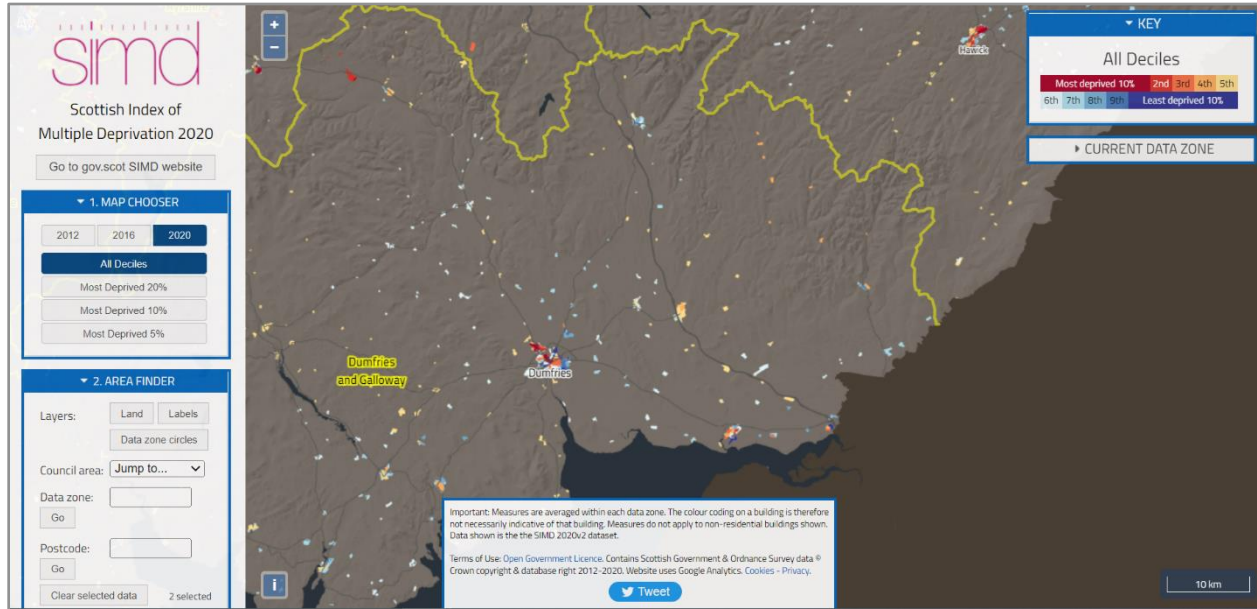 simd
Scottish Index of
Multiple Deprivation 2020
Go to gov.scot SIMD website
1. MAP CHOOSER
2012 2016 2020
All Deciles
Most Deprived 20%
Most Deprived 10%
Most Deprived 5%
2. AREA FINDER
Layers: Land Labels
Data zone circles
Council area: Jump to...
Data zone:
Go
Postcode:
Go
Clear selected data 2 selected
+
−
Hawick
Dumfries
and Galloway
Dumfries
KEY
All Deciles
Most deprived 10% 2nd 3rd 4th 5th
6th 7th 8th 9th Least deprived 10%
CURRENT DATA ZONE
Important: Measures are averaged within each data zone. The colour coding on a building is therefore
not necessarily indicative of that building. Measures do not apply to non-residential buildings shown.
Data shown is the the SIMD 2020v2 dataset.
Terms of Use: Open Government Licence. Contains Scottish Government & Ordnance Survey data ©
Crown copyright & database right 2012-2020. Website uses Google Analytics. Cookies - Privacy.
Tweet
i
10 km